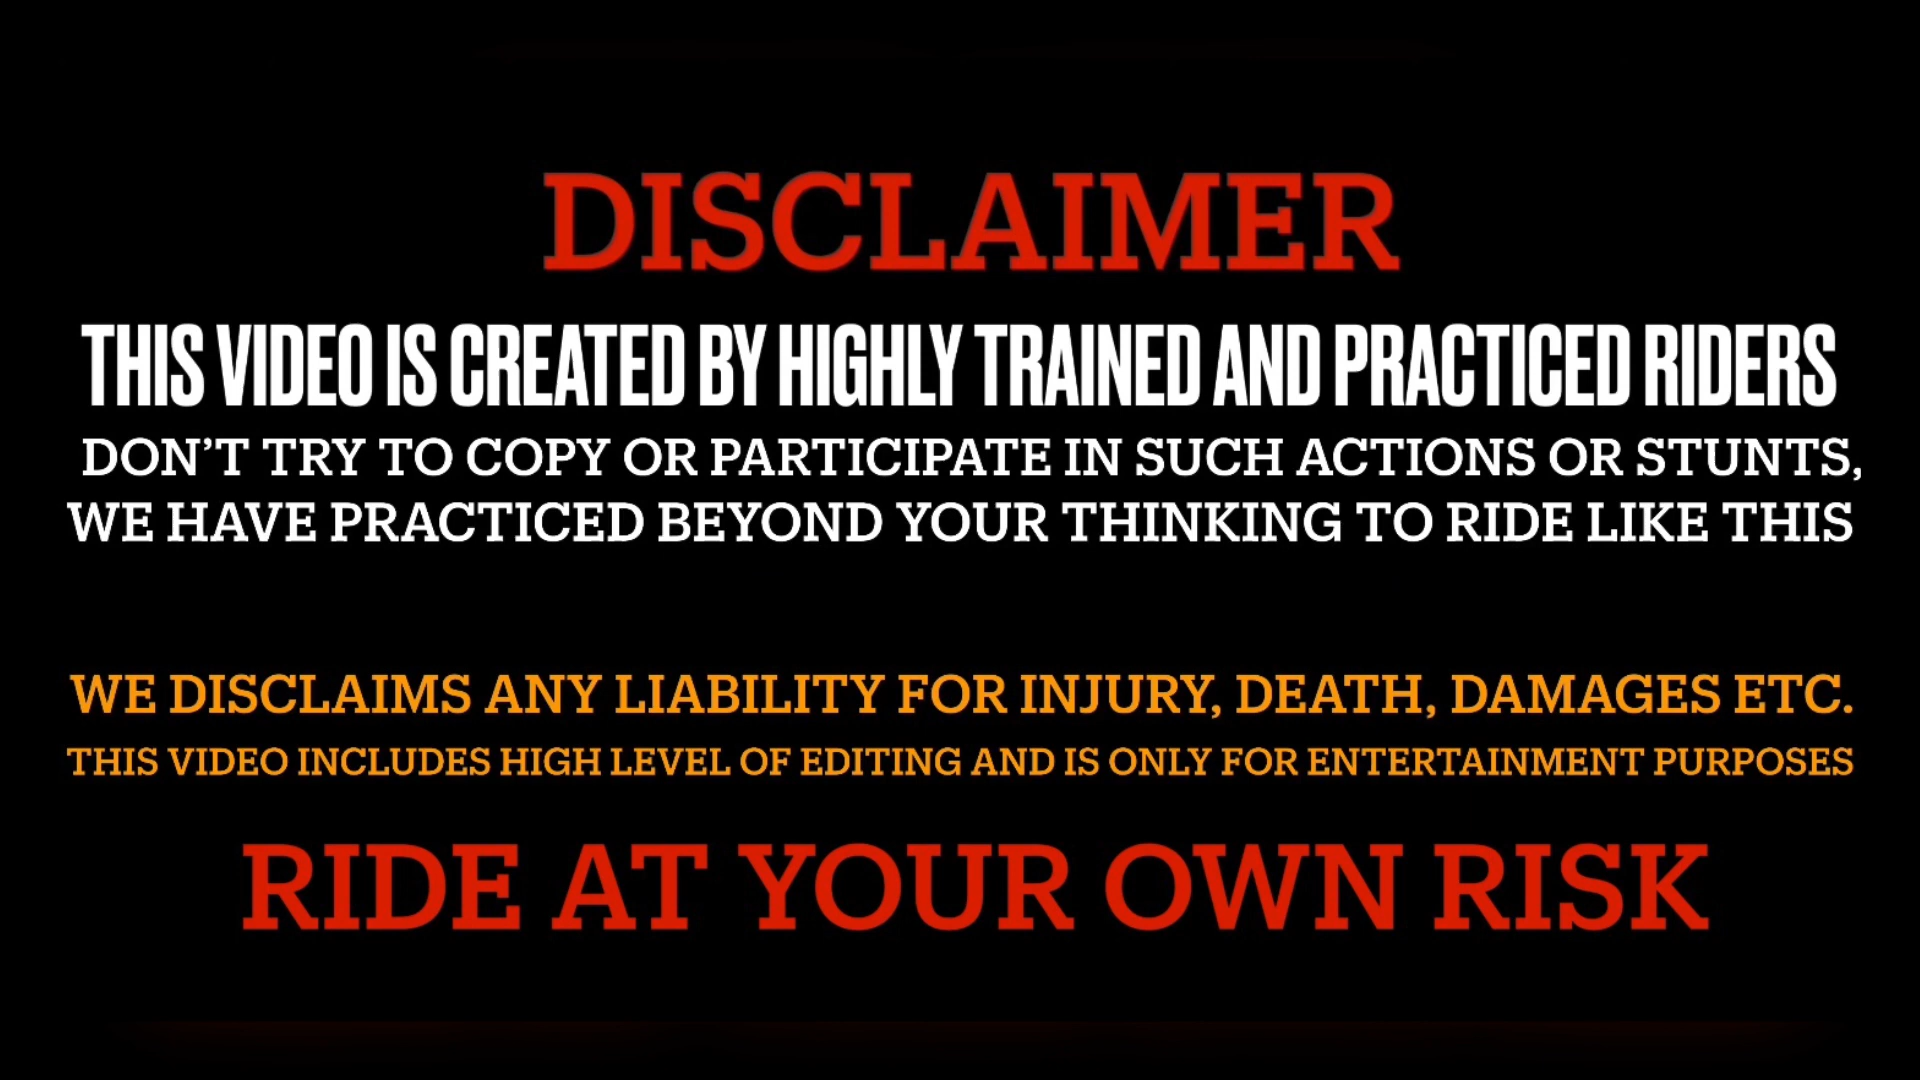 DISCLAIMER
THIS VIDEO IS CREATED BY HIGHLY TRAINED AND PRACTICED RIDERS
DON'T TRY TO COPY OR PARTICIPATE IN SUCH ACTIONS OR STUNTS,
WE HAVE PRACTICED BEYOND YOUR THINKING TO RIDE LIKE THIS
WE DISCLAIMS ANY LIABILITY FOR INJURY, DEATH, DAMAGES ETC.
THIS VIDEO INCLUDES HIGH LEVEL OF EDITING AND IS ONLY FOR ENTERTAINMENT PURPOSES
RIDE AT YOUR OWN RISK